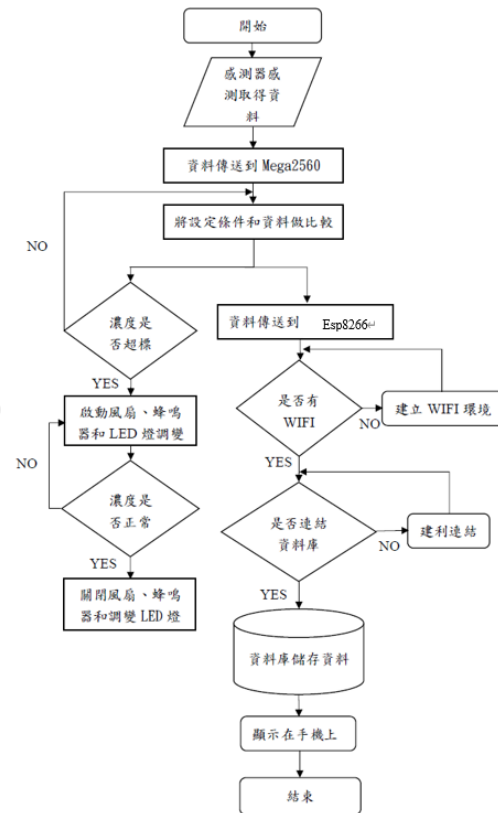 開始
感測器感
測取得資
料
資料傳送到 Mega2560
將設定條件和資料做比較
NO
濃度是
否超標
YES
啟動風扇、蜂鳴
器和 LED 燈調變
NO
濃度是
否正常
YES
關閉風扇、蜂鳴
器和調變 LED 燈
資料傳送到 Esp8266↵
是否有
WIFI
NO
建立 WIFI 環境
YES
是否連結
資料庫
NO
建利連結
YES
資料庫儲存資料
顯示在手機上
結束